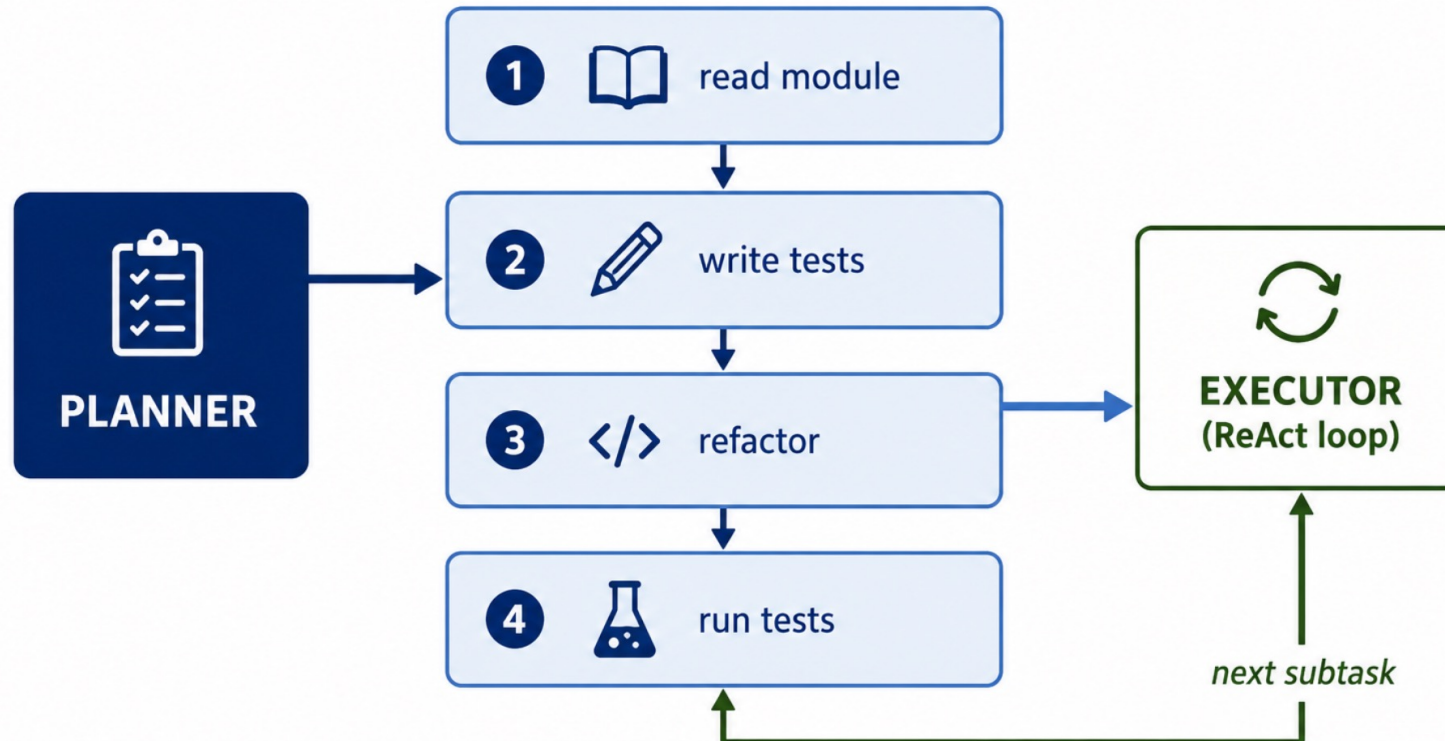 1 read module
2 write tests
PLANNER
3 refactor
EXECUTOR
(ReAct loop)
4 run tests
next subtask